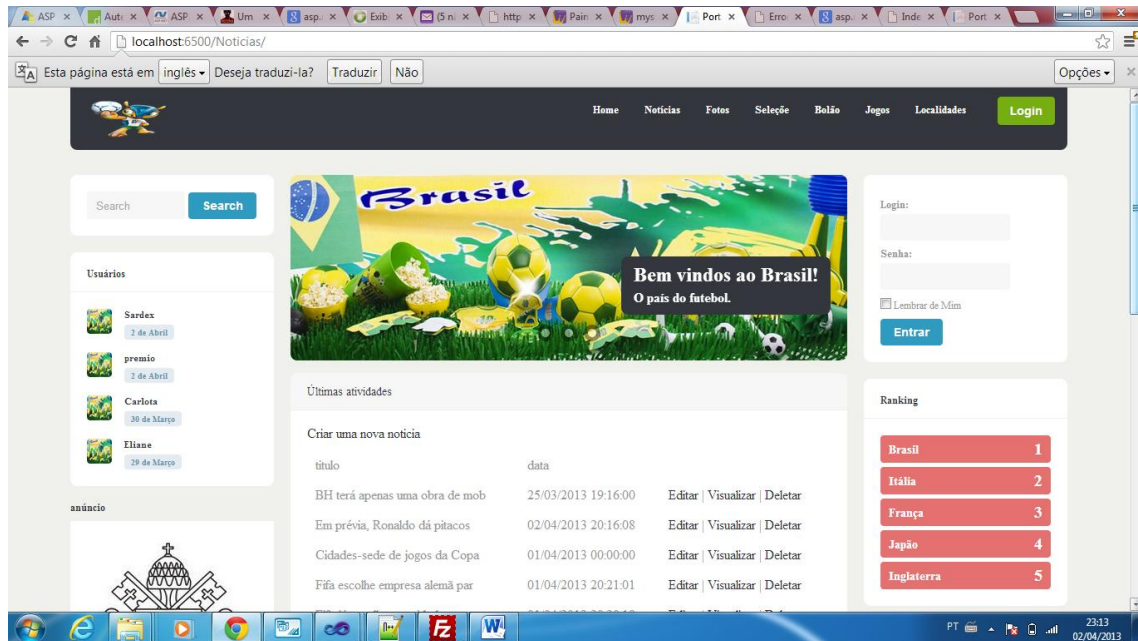 ASP
Auto
ASP.
Um
asp.
Exib
(5 ni
http
Pain
mys
Port
Erro
asp.
Inde
Port
localhost:6500/Noticias/
Esta página está em inglês Deseja traduzi-la? Traduzir Não Opções
Home Notícias Fotos Seleçõe Bolão Jogos Localidades Login
Search Search
Usuários
Sardex
2 de Abril
premio
2 de Abril
Carlota
30 de Março
Eliane
29 de Março
anúncio
Brasil
Bem vindos ao Brasil!
O país do futebol.
Últimas atividades
Criar uma nova noticia
titulo data
BH terá apenas uma obra de mob 25/03/2013 19:16:00 Editar | Visualizar | Deletar
Em prévia, Ronaldo dá pitacos 02/04/2013 20:16:08 Editar | Visualizar | Deletar
Cidades-sede de jogos da Copa 01/04/2013 00:00:00 Editar | Visualizar | Deletar
Fifa escolhe empresa alemã par 01/04/2013 20:21:01 Editar | Visualizar | Deletar
Login:
Senha:
Lembrar de Mim
Entrar
Ranking
Brasil 1
Itália 2
França 3
Japão 4
Inglaterra 5
PT 23:13
02/04/2013